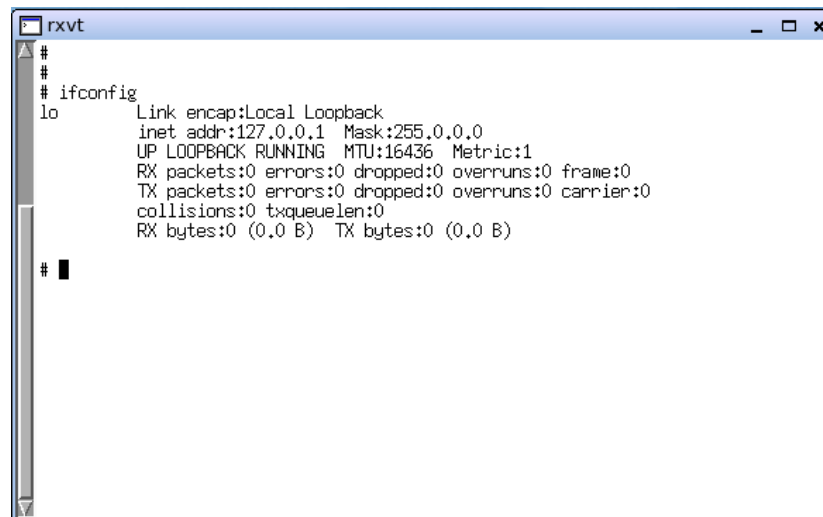 rxvt
#
#
# ifconfig
lo        Link encap:Local Loopback
          inet addr:127.0.0.1  Mask:255.0.0.0
          UP LOOPBACK RUNNING  MTU:16436  Metric:1
          RX packets:0 errors:0 dropped:0 overruns:0 frame:0
          TX packets:0 errors:0 dropped:0 overruns:0 carrier:0
          collisions:0 txqueuelen:0
          RX bytes:0 (0.0 B)  TX bytes:0 (0.0 B)
#